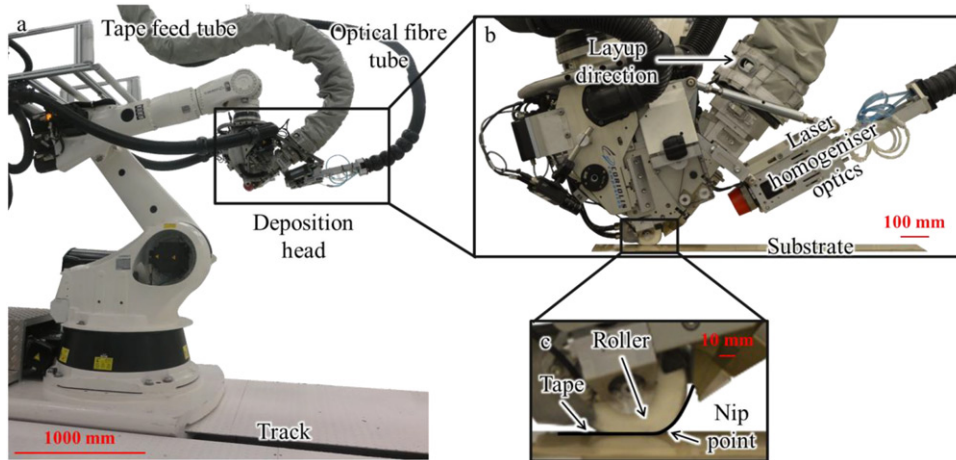 a
Tape feed tube
Optical fibre
tube
Deposition
head
Track
1000 mm
b
Layup
direction
Laser
homogeniser
optics
CORIOLIS
100 mm
Substrate
c
Roller
10 mm
Tape
Nip
point